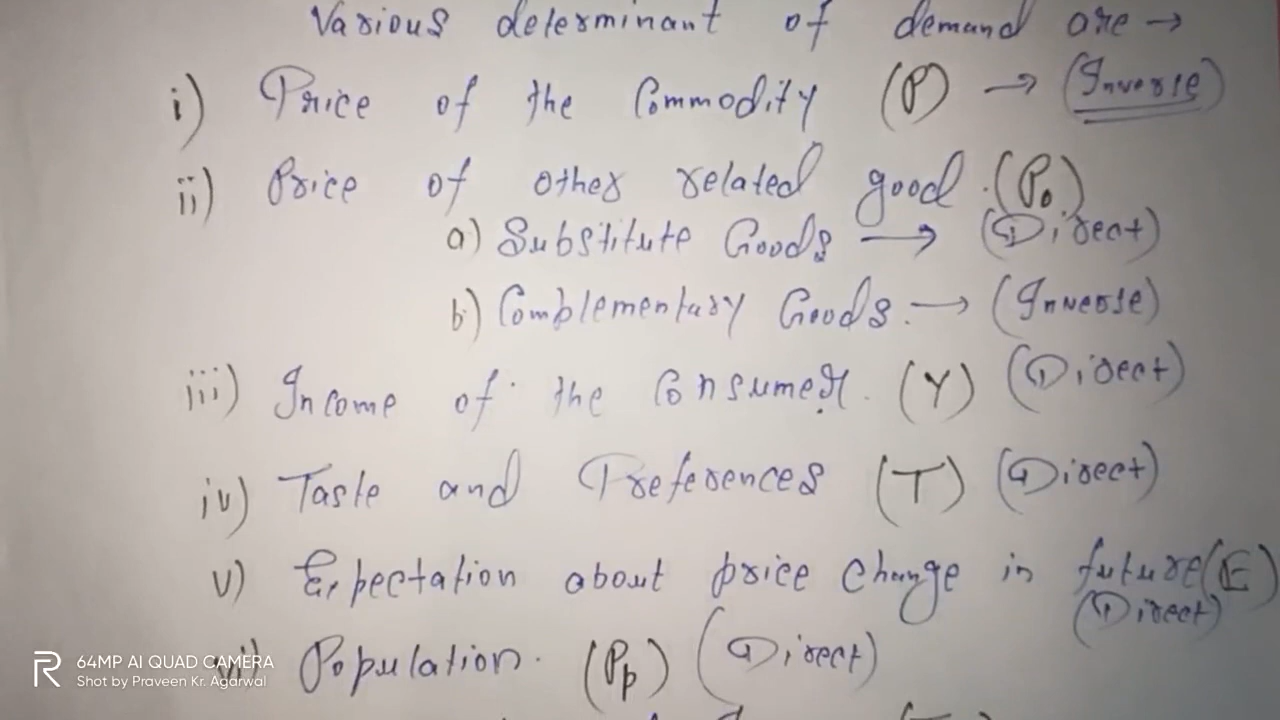 Various determinant of demand are →
i) Price of the Commodity (P) → (Inverse)
ii) Price of other related good. (Po)
a) Substitute Goods → (Direct)
b) Complementary Goods. → (Inverse)
iii) Income of the Consumer. (Y) (Direct)
iv) Taste and Preferences (T) (Direct)
v) Expectation about price change in future (E)
(Direct)
vi) Population. (Pp) (Direct)
64MP AI QUAD CAMERA
Shot by Praveen Kr. Agarwal